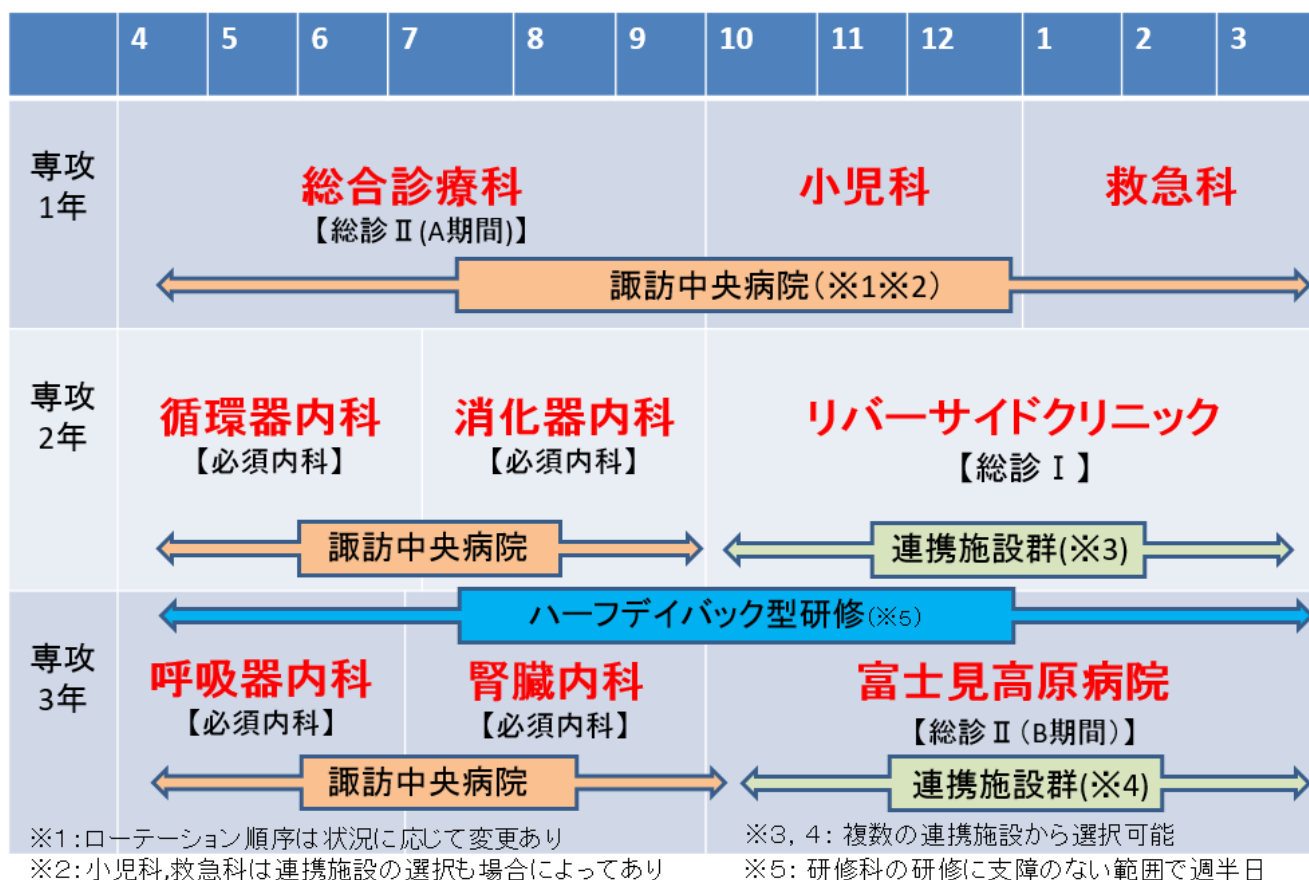 4 5 6 7 8 9 10 11 12 1 2 3
専攻
1年
総合診療科
【総診Ⅱ(A期間)】
小児科
救急科
諏訪中央病院(※1※2)
専攻
2年
循環器内科
【必須内科】
消化器内科
【必須内科】
リバーサイドクリニック
【総診Ⅰ】
諏訪中央病院
連携施設群(※3)
ハーフデイバック型研修(※5)
専攻
3年
呼吸器内科
【必須内科】
腎臓内科
【必須内科】
富士見高原病院
【総診Ⅱ(B期間)】
諏訪中央病院
連携施設群(※4)
※1:ローテーション順序は状況に応じて変更あり
※2:小児科,救急科は連携施設の選択も場合によってあり
※3, 4: 複数の連携施設から選択可能
※5: 研修科の研修に支障のない範囲で週半日